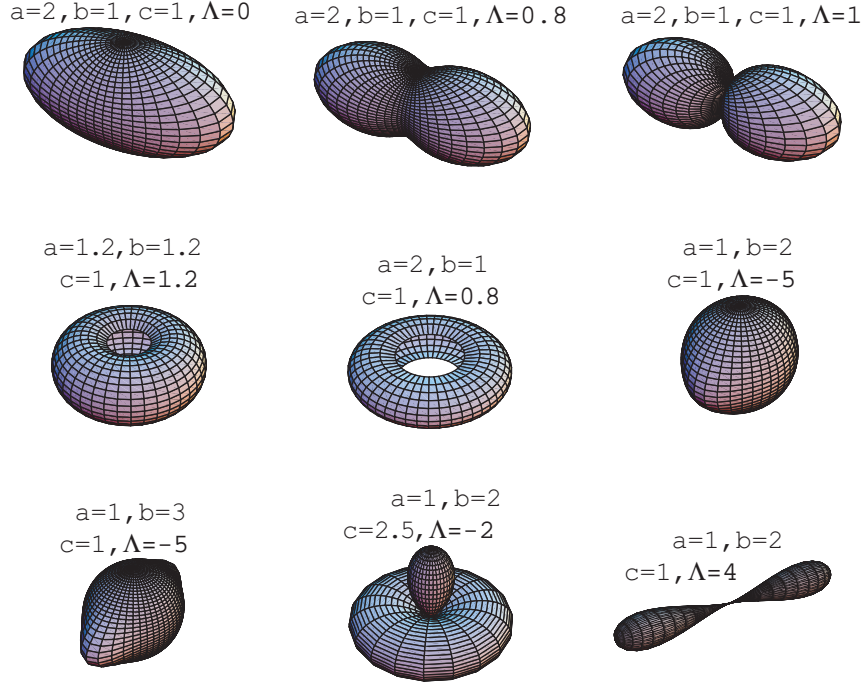 a=2,b=1,c=1,Λ=0
a=2,b=1,c=1,Λ=0.8
a=2,b=1,c=1,Λ=1
a=1.2,b=1.2
c=1,Λ=1.2
a=2,b=1
c=1,Λ=0.8
a=1,b=2
c=1,Λ=-5
a=1,b=3
c=1,Λ=-5
a=1,b=2
c=2.5,Λ=-2
a=1,b=2
c=1,Λ=4